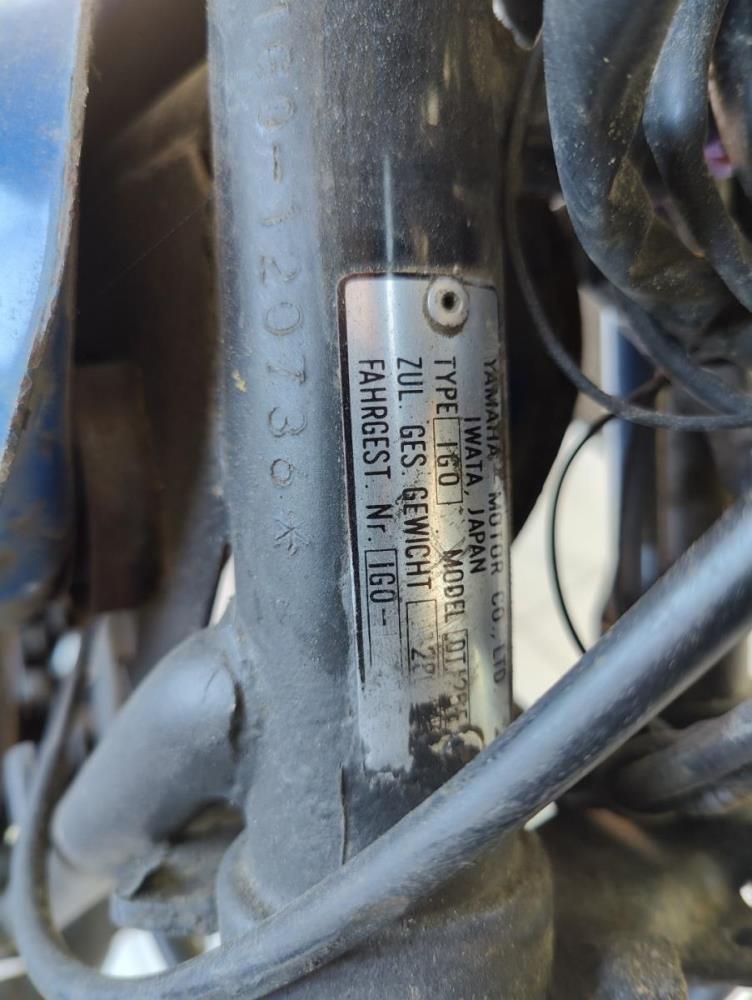 1G0-120736*
YAMAHA MOTOR CO., LTD.
IWATA, JAPAN
TYPE 1G0 MODEL
ZUL. GES. GEWICHT
FAHRGEST. Nr. 1G0-